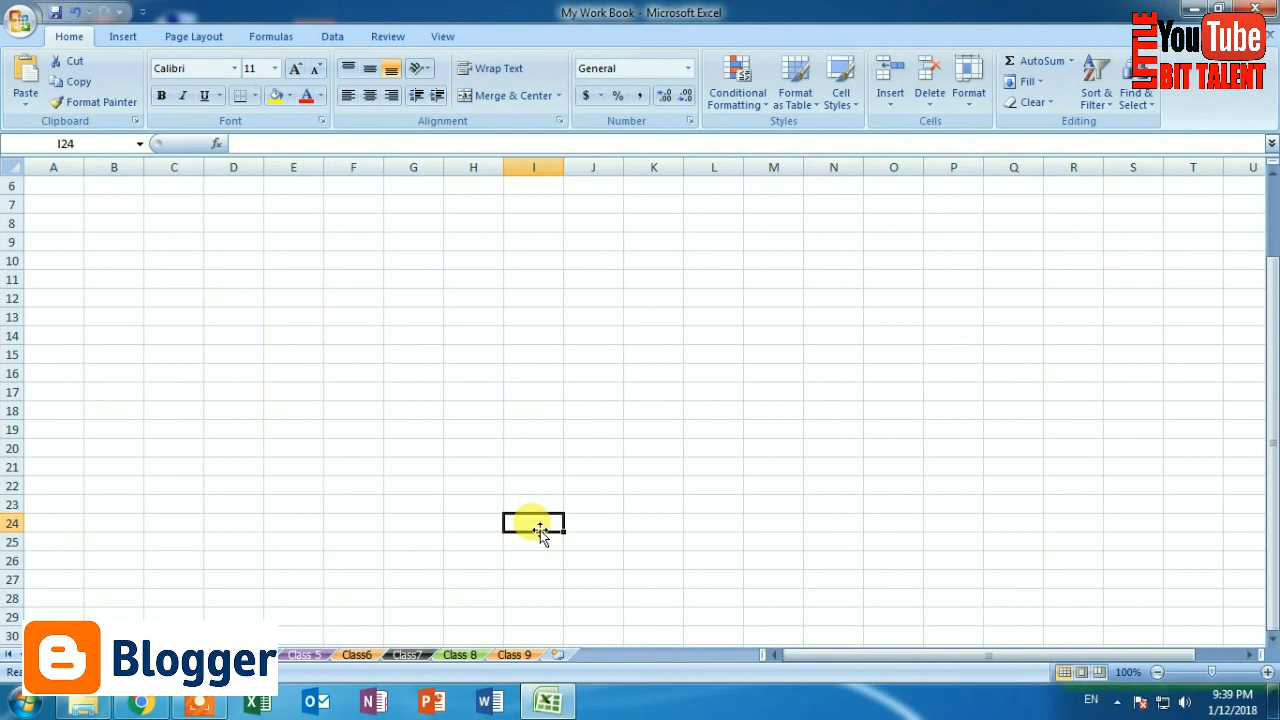 My Work Book - Microsoft Excel
Home Insert Page Layout Formulas Data Review View
Paste
Cut
Copy
Format Painter
Clipboard
Calibri 11
B I U A
Font
Wrap Text
Merge & Center
Alignment
General
$ % ,
Number
Conditional Formatting
Format as Table
Cell Styles
Styles
Insert Delete Format
Cells
Σ AutoSum
Fill
Clear
Sort & Filter
Find & Select
Editing
LITTLE
YouTube
BIT TALENT
I24 fx
A B C D E F G H I J K L M N O P Q R S T U
6
7
8
9
10
11
12
13
14
15
16
17
18
19
20
21
22
23
24
25
26
27
28
29
30
Blogger
Class 5 Class6 Class7 Class 8 Class 9
100%
EN
9:39 PM
1/12/2018